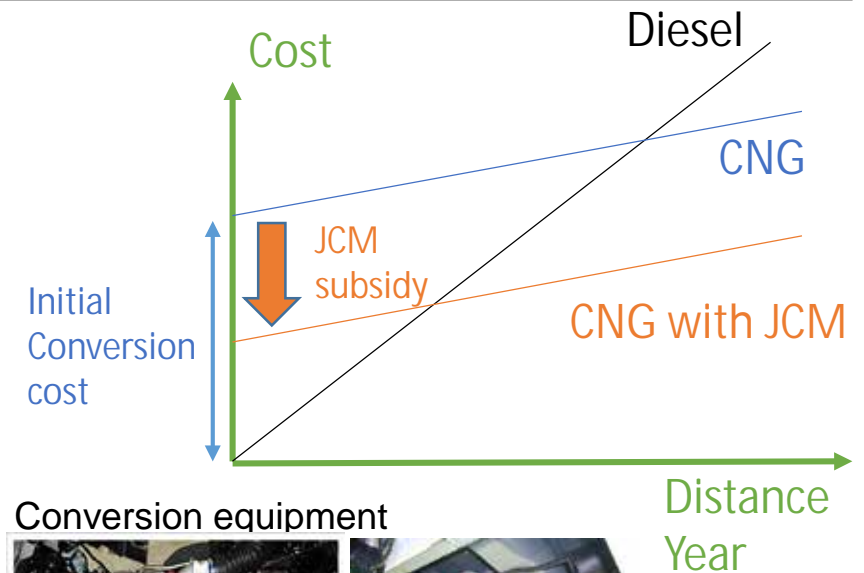 Cost
Diesel
CNG
JCM
subsidy
Initial
Conversion
cost
CNG with JCM
Distance
Year
Conversion equipment